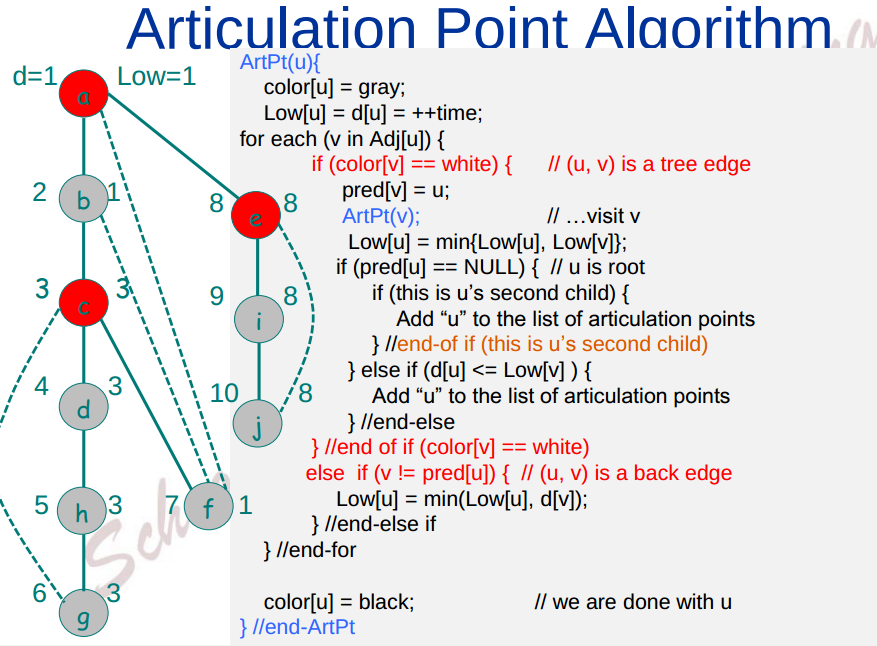 Articulation Point Algorithm
d=1 Low=1
a
2 b 1
3 c 3
4 d 3
5 h 3
6 g 3
7 f 1
8 e 8
9 i 8
10 j 8
ArtPt(u){
color[u] = gray;
Low[u] = d[u] = ++time;
for each (v in Adj[u]) {
if (color[v] == white) { // (u, v) is a tree edge
pred[v] = u;
ArtPt(v); // …visit v
Low[u] = min{Low[u], Low[v]};
if (pred[u] == NULL) { // u is root
if (this is u’s second child) {
Add “u” to the list of articulation points
} //end-of if (this is u’s second child)
} else if (d[u] <= Low[v] ) {
Add “u” to the list of articulation points
} //end-else
} //end of if (color[v] == white)
else if (v != pred[u]) { // (u, v) is a back edge
Low[u] = min(Low[u], d[v]);
} //end-else if
} //end-for
color[u] = black; // we are done with u
} //end-ArtPt
Sch